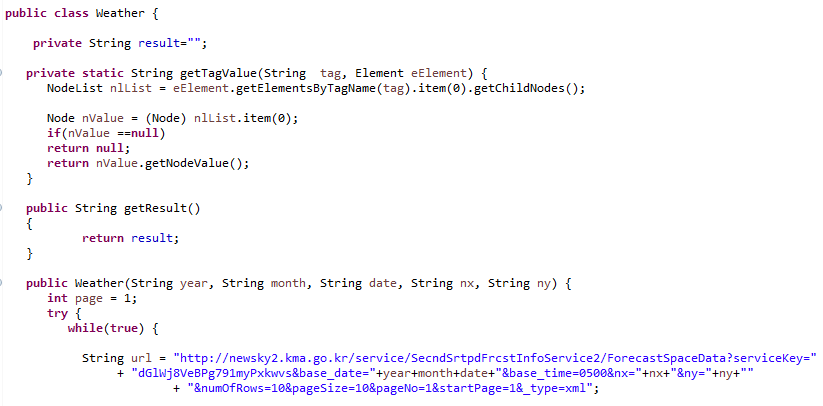 public class Weather {
private String result="";
private static String getTagValue(String  tag, Element eElement) {
NodeList nlList = eElement.getElementsByTagName(tag).item(0).getChildNodes();
Node nValue = (Node) nlList.item(0);
if(nValue ==null)
return null;
return nValue.getNodeValue();
}
public String getResult()
{
return result;
}
public Weather(String year, String month, String date, String nx, String ny) {
int page = 1;
try {
while(true) {
String url = "http://newsky2.kma.go.kr/service/SecndSrtpdFrcstInfoService2/ForecastSpaceData?serviceKey="
+ "dGlWj8VeBPg791myPxkwvs&base_date="+year+month+date+"&base_time=0500&nx="+nx+"&ny="+ny+""
+ "&numOfRows=10&pageSize=10&pageNo=1&startPage=1&_type=xml";